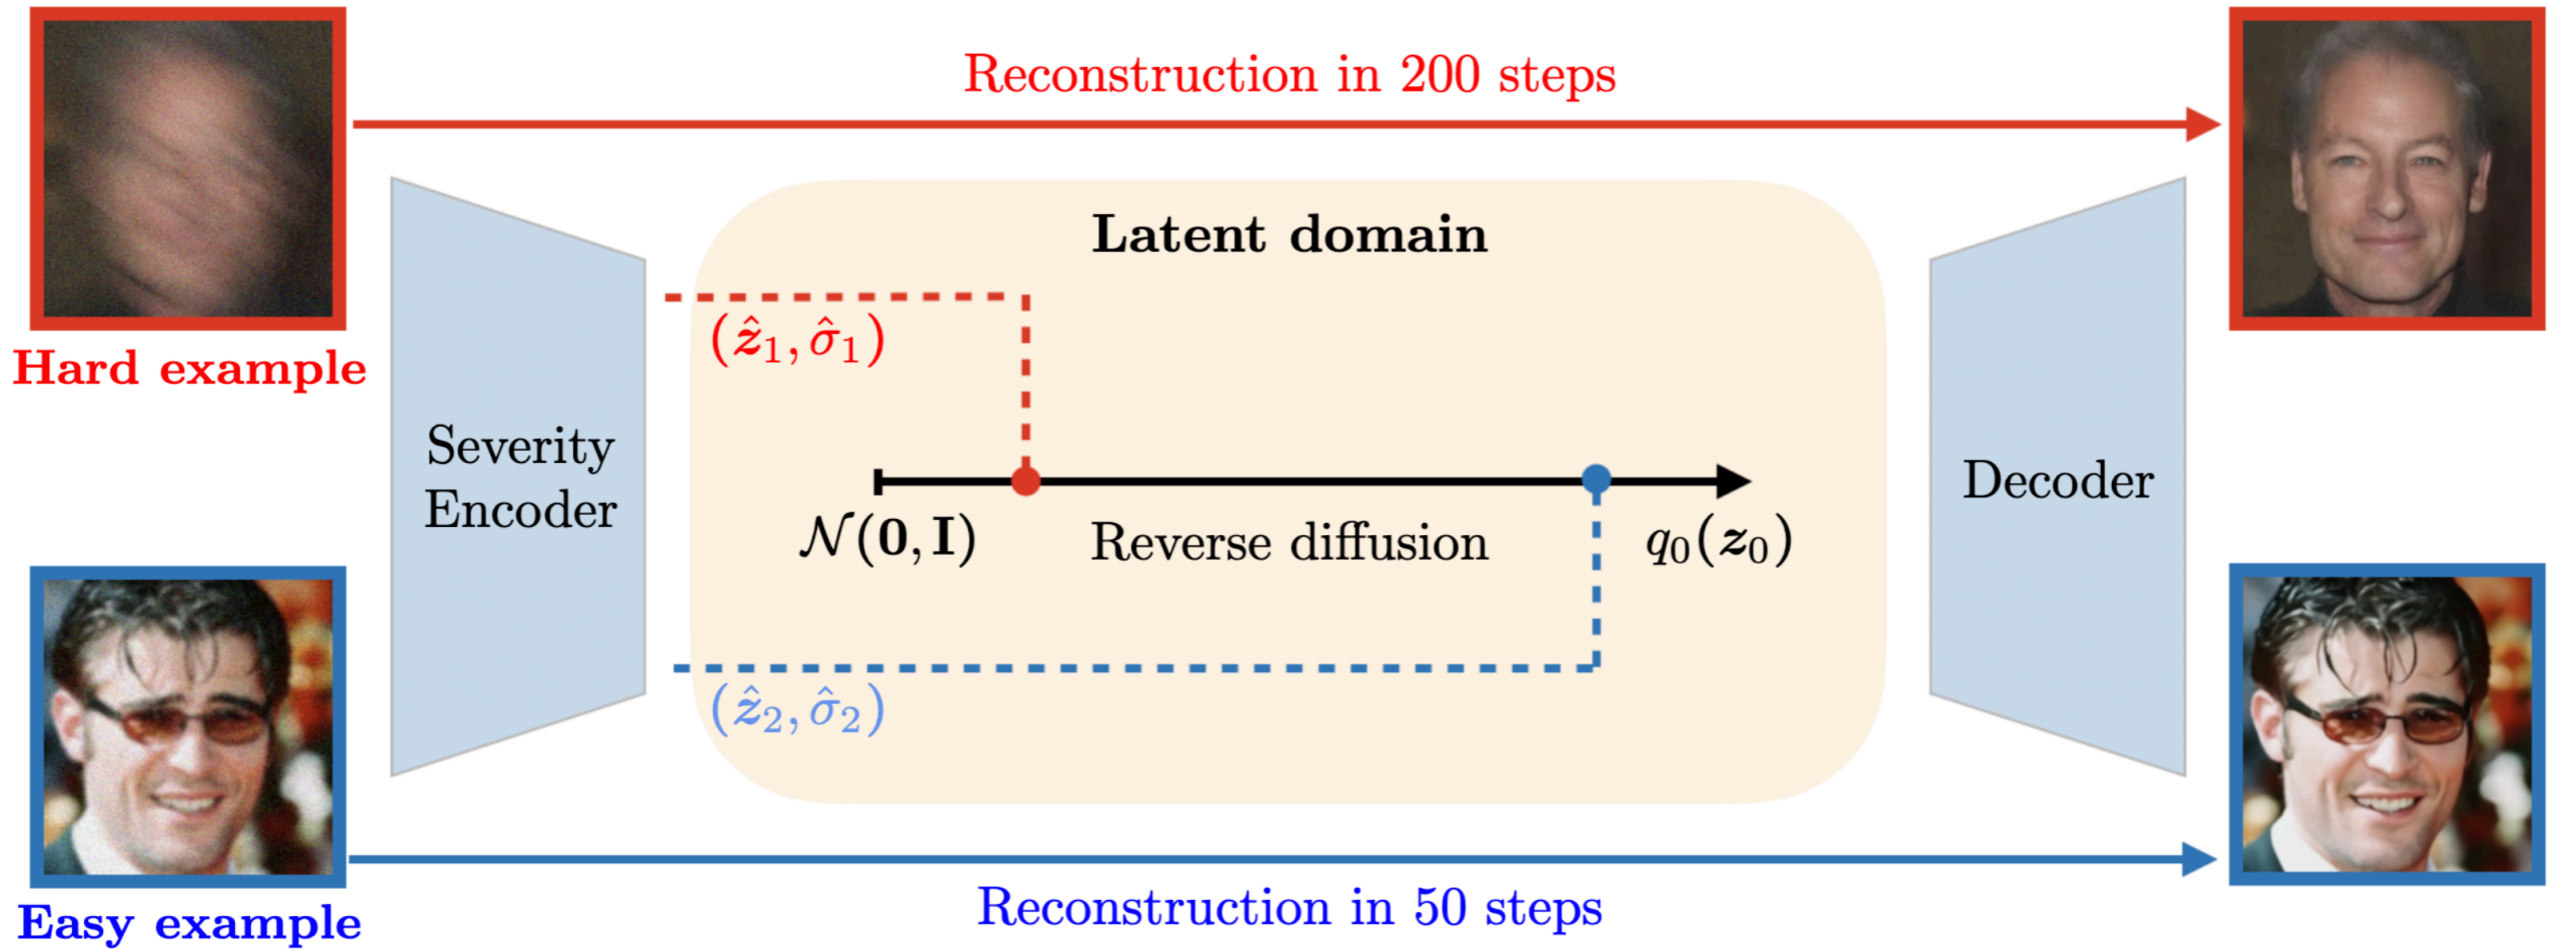 Reconstruction in 200 steps
Hard example
Latent domain
(ẑ₁, σ̂₁)
Severity
Encoder
Decoder
𝒩(0, I)
Reverse diffusion
q₀(z₀)
(ẑ₂, σ̂₂)
Reconstruction in 50 steps
Easy example